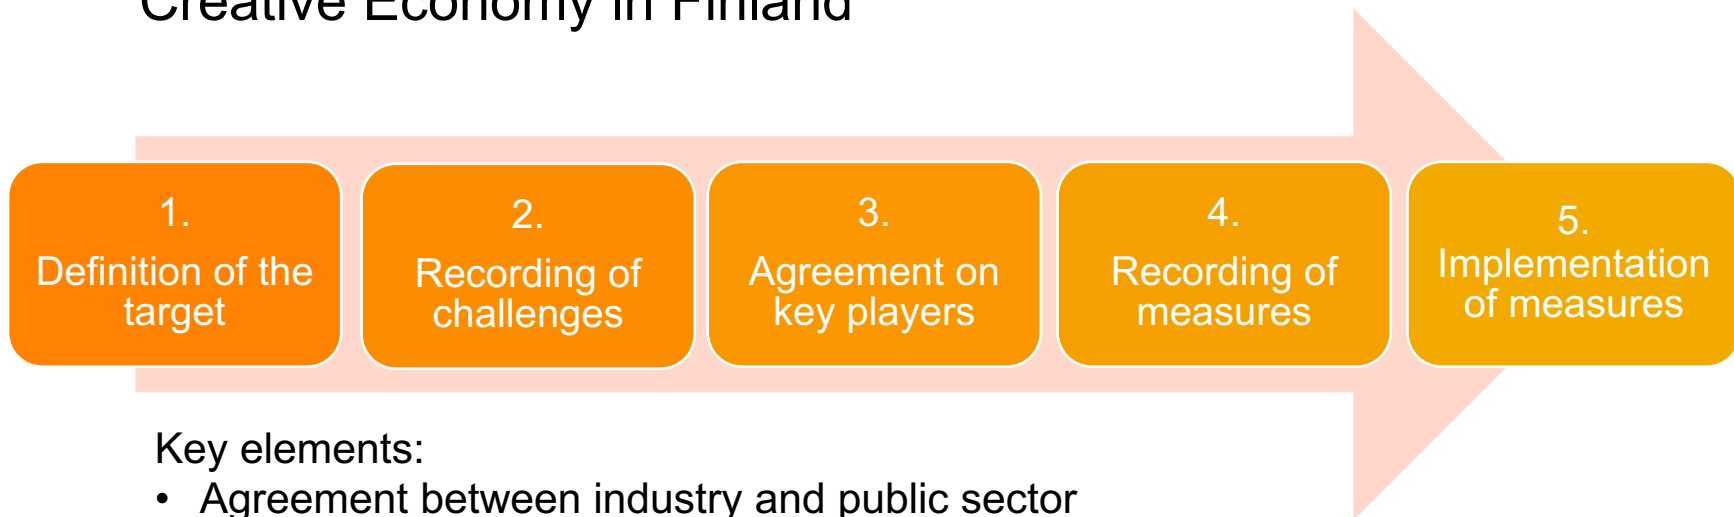 Creative Economy in Finland
1.
Definition of the
target
2.
Recording of
challenges
3.
Agreement on
key players
4.
Recording of
measures
5.
Implementation
of measures
Key elements:
• Agreement between industry and public sector